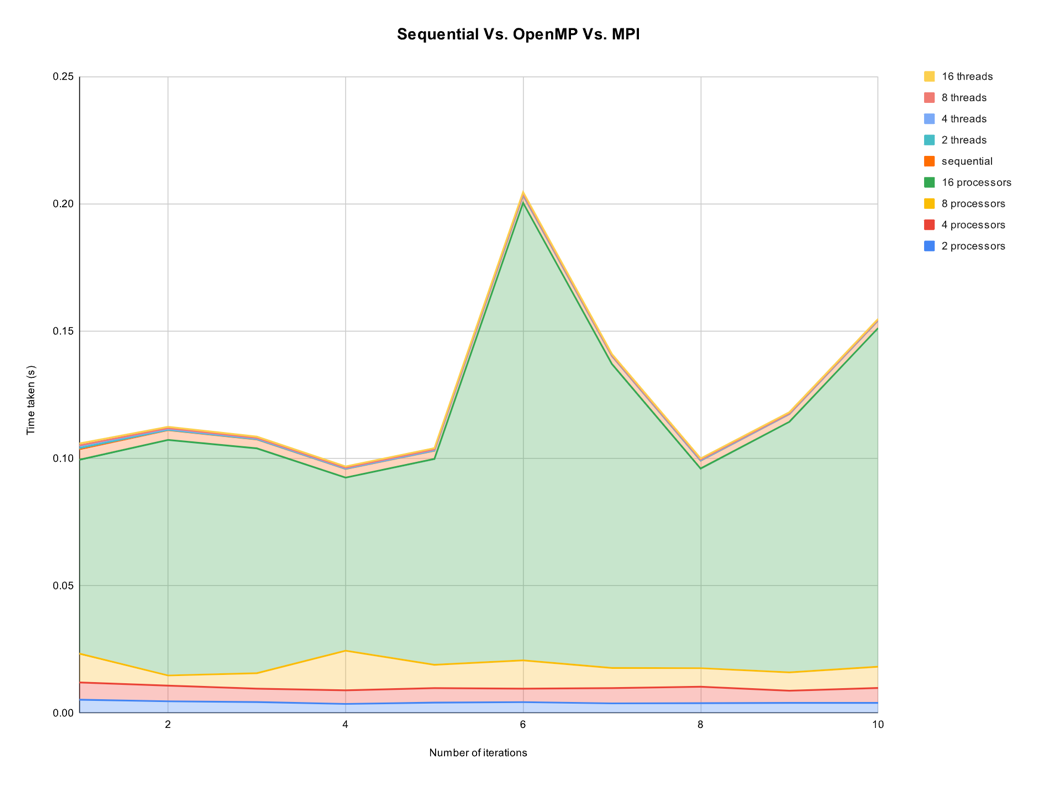 Sequential Vs. OpenMP Vs. MPI
0.25
0.20
0.15
0.10
0.05
0.00
Time taken (s)
2
4
6
8
10
Number of iterations
16 threads
8 threads
4 threads
2 threads
sequential
16 processors
8 processors
4 processors
2 processors